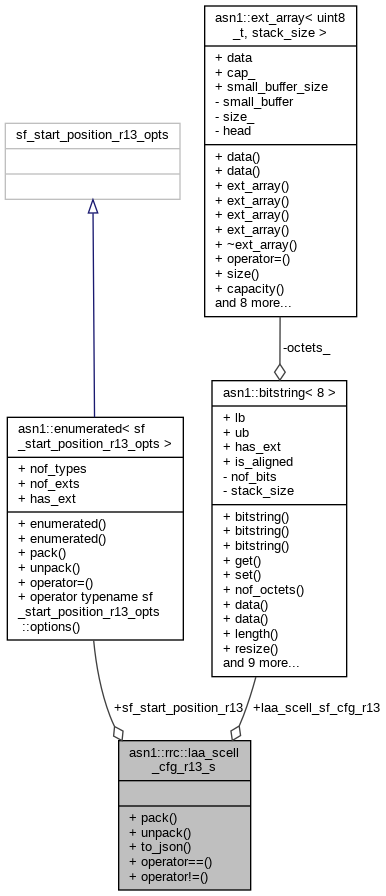 asn1::ext_array< uint8
_t, stack_size >
+ data
+ cap_
+ small_buffer_size
- small_buffer
- size_
- head
+ data()
+ data()
+ ext_array()
+ ext_array()
+ ext_array()
+ ext_array()
+ ~ext_array()
+ operator=()
+ size()
+ capacity()
and 8 more...
sf_start_position_r13_opts
-octets_
asn1::bitstring< 8 >
+ lb
+ ub
+ has_ext
+ is_aligned
- nof_bits
- stack_size
+ bitstring()
+ bitstring()
+ bitstring()
+ get()
+ set()
+ nof_octets()
+ data()
+ data()
+ length()
+ resize()
and 9 more...
asn1::enumerated< sf
_start_position_r13_opts >
+ nof_types
+ nof_exts
+ has_ext
+ enumerated()
+ enumerated()
+ pack()
+ unpack()
+ operator=()
+ operator typename sf
_start_position_r13_opts
::options()
+sf_start_position_r13
+laa_scell_sf_cfg_r13
asn1::rrc::laa_scell
_cfg_r13_s
+ pack()
+ unpack()
+ to_json()
+ operator==()
+ operator!=()